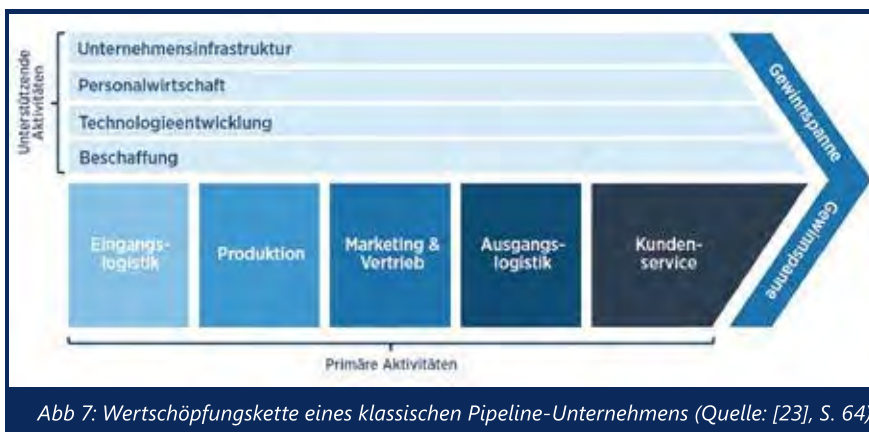 Unterstützende
Aktivitäten
Unternehmensinfrastruktur
Personalwirtschaft
Technologieentwicklung
Beschaffung
Gewinnspanne
Gewinnspanne
Eingangs-
logistik
Produktion
Marketing &
Vertrieb
Ausgangs-
logistik
Kunden-
service
Primäre Aktivitäten
Abb 7: Wertschöpfungskette eines klassischen Pipeline-Unternehmens (Quelle: [23], S. 64)